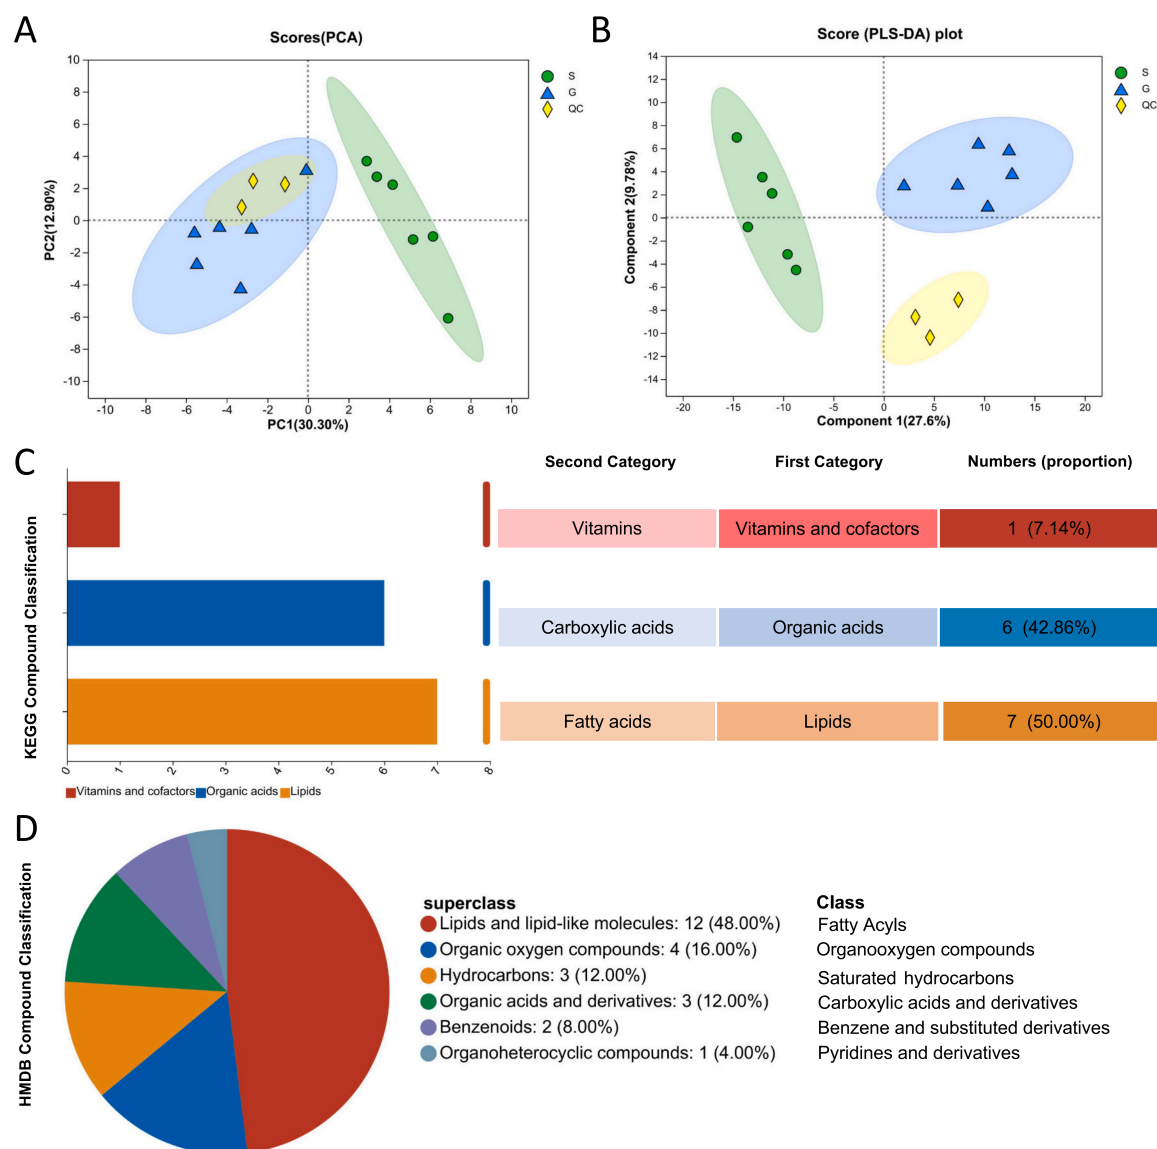 A
Scores(PCA)
PC2(12.90%)
10
8
6
4
2
0
-2
-4
-6
-8
-10
-10 -8 -6 -4 -2 0 2 4 6 8 10
PC1(30.30%)
S
G
QC
B
Score (PLS-DA) plot
Component 2(9.78%)
14
12
10
8
6
4
2
0
-2
-4
-6
-8
-10
-12
-14
-20 -15 -10 -5 0 5 10 15 20
Component 1(27.6%)
S
G
QC
C
KEGG Compound Classification
0 1 2 3 4 5 6 7 8
Vitamins and cofactors Organic acids Lipids
Second Category First Category Numbers (proportion)
Vitamins Vitamins and cofactors 1 (7.14%)
Carboxylic acids Organic acids 6 (42.86%)
Fatty acids Lipids 7 (50.00%)
D
HMDB Compound Classification
superclass Class
Lipids and lipid-like molecules: 12 (48.00%) Fatty Acyls
Organic oxygen compounds: 4 (16.00%) Organooxygen compounds
Hydrocarbons: 3 (12.00%) Saturated hydrocarbons
Organic acids and derivatives: 3 (12.00%) Carboxylic acids and derivatives
Benzenoids: 2 (8.00%) Benzene and substituted derivatives
Organoheterocyclic compounds: 1 (4.00%) Pyridines and derivatives